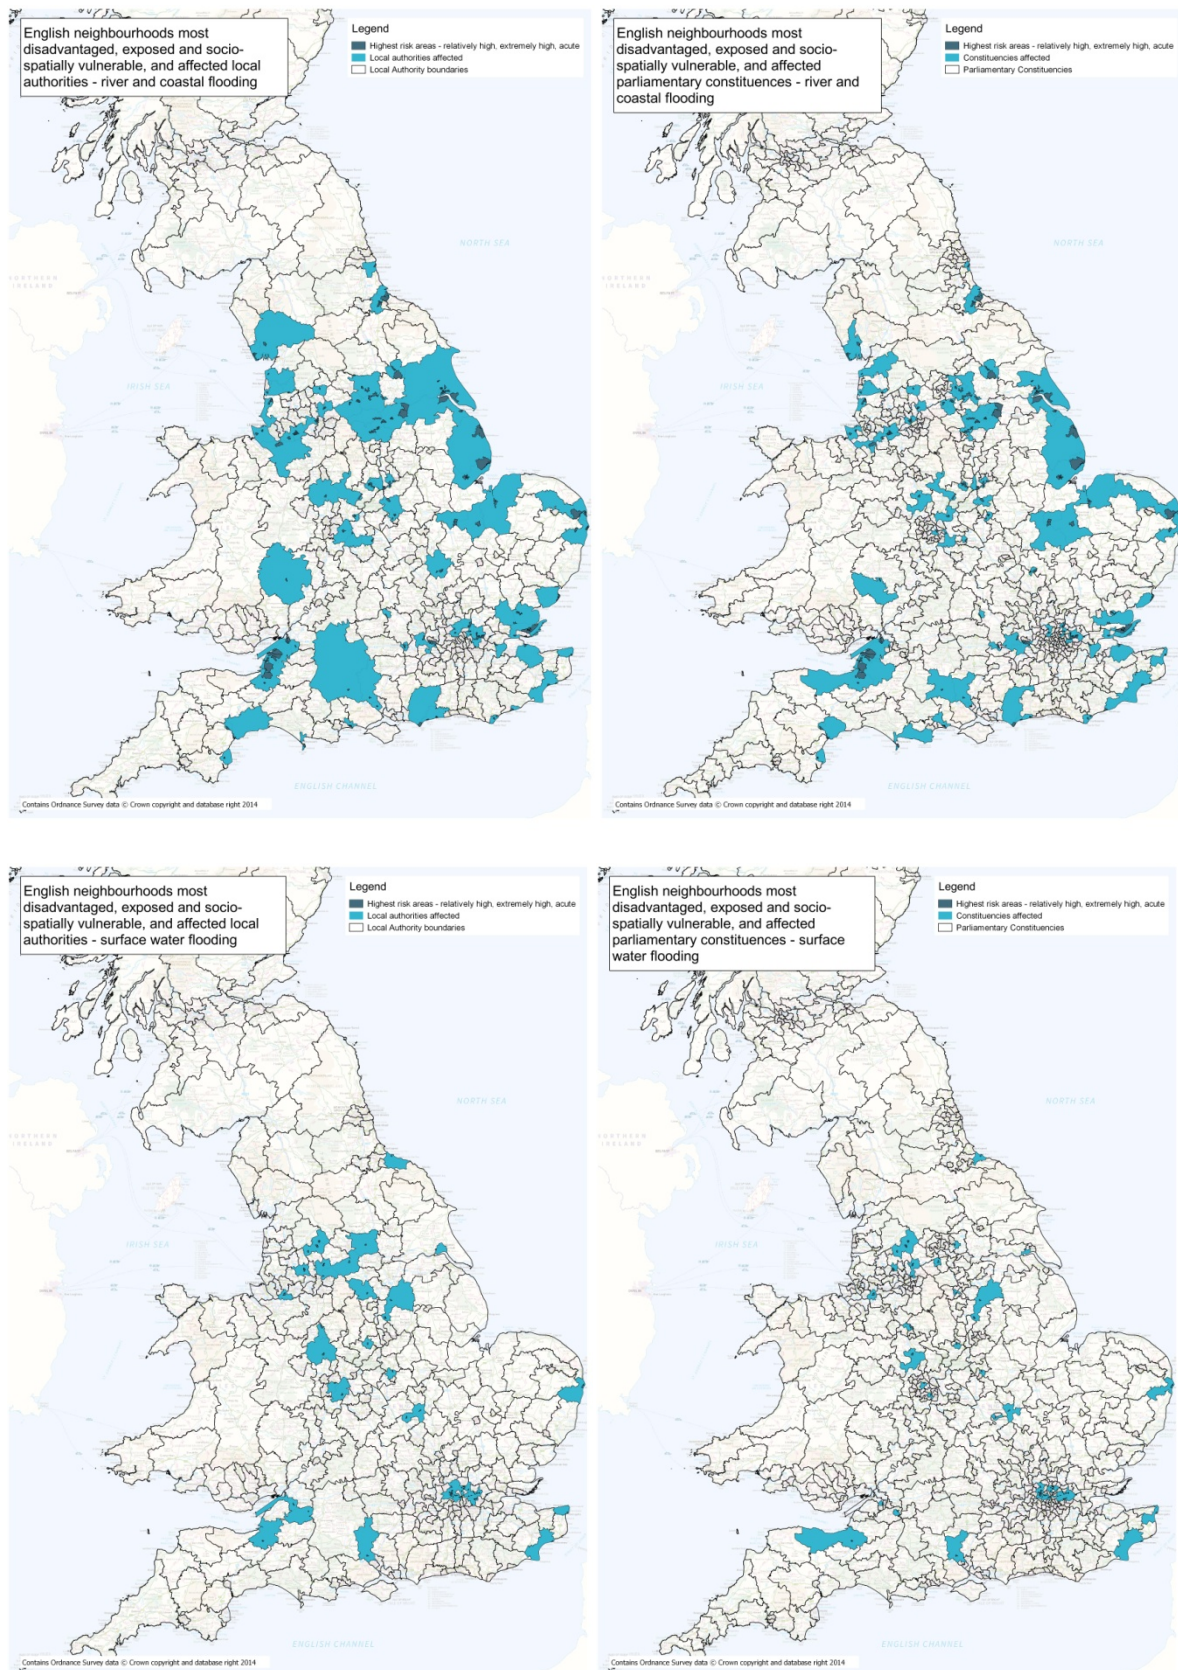 English neighbourhoods most
disadvantaged, exposed and socio-
spatially vulnerable, and affected local
authorities - river and coastal flooding
Legend
Highest risk areas - relatively high, extremely high, acute
Local authorities affected
Local Authority boundaries
NORTH SEA
NORTHERN
IRELAND
IRISH SEA
ENGLISH CHANNEL
Contains Ordnance Survey data © Crown copyright and database right 2014
English neighbourhoods most
disadvantaged, exposed and socio-
spatially vulnerable, and affected
parliamentary constituences - river and
coastal flooding
Legend
Highest risk areas - relatively high, extremely high, acute
Constituencies affected
Parliamentary Constituencies
NORTH SEA
NORTHERN
IRELAND
IRISH SEA
ENGLISH CHANNEL
Contains Ordnance Survey data © Crown copyright and database right 2014
English neighbourhoods most
disadvantaged, exposed and socio-
spatially vulnerable, and affected local
authorities - surface water flooding
Legend
Highest risk areas - relatively high, extremely high, acute
Local authorities affected
Local Authority boundaries
NORTH SEA
NORTHERN
IRELAND
IRISH SEA
ENGLISH CHANNEL
Contains Ordnance Survey data © Crown copyright and database right 2014
English neighbourhoods most
disadvantaged, exposed and socio-
spatially vulnerable, and affected
parliamentary constituences - surface
water flooding
Legend
Highest risk areas - relatively high, extremely high, acute
Constituencies affected
Parliamentary Constituencies
NORTH SEA
NORTHERN
IRELAND
IRISH SEA
ENGLISH CHANNEL
Contains Ordnance Survey data © Crown copyright and database right 2014